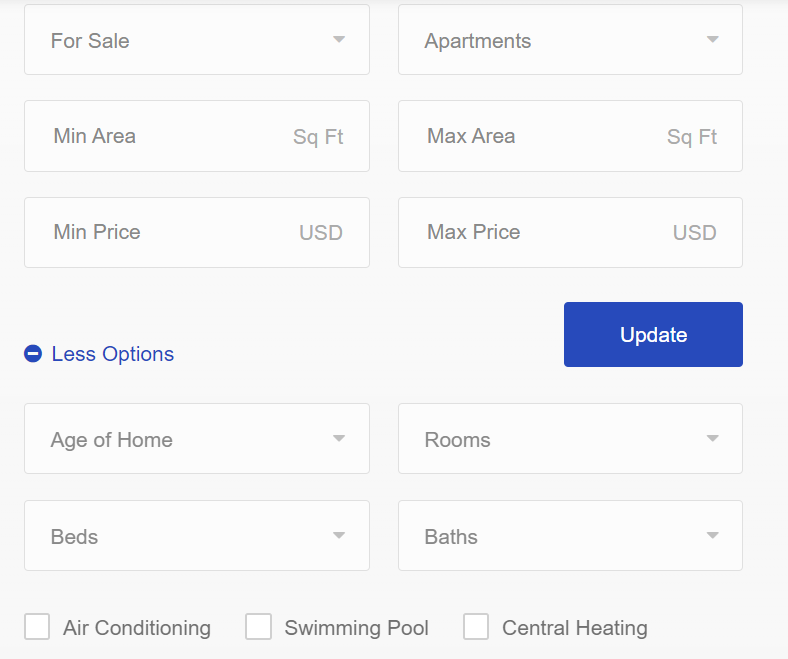 For Sale
Apartments
Min Area Sq Ft
Max Area Sq Ft
Min Price USD
Max Price USD
Less Options
Update
Age of Home
Rooms
Beds
Baths
Air Conditioning
Swimming Pool
Central Heating